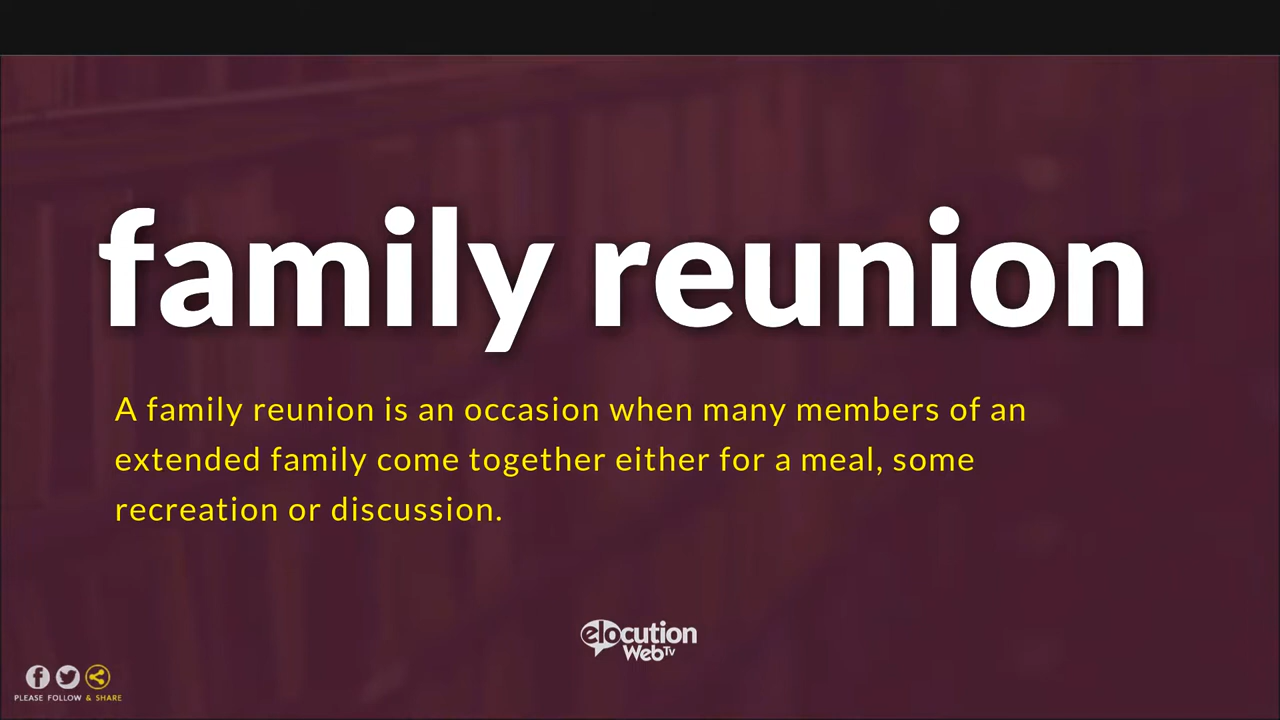 family reunion
A family reunion is an occasion when many members of an
extended family come together either for a meal, some
recreation or discussion.
elocution
WebTv
PLEASE FOLLOW & SHARE